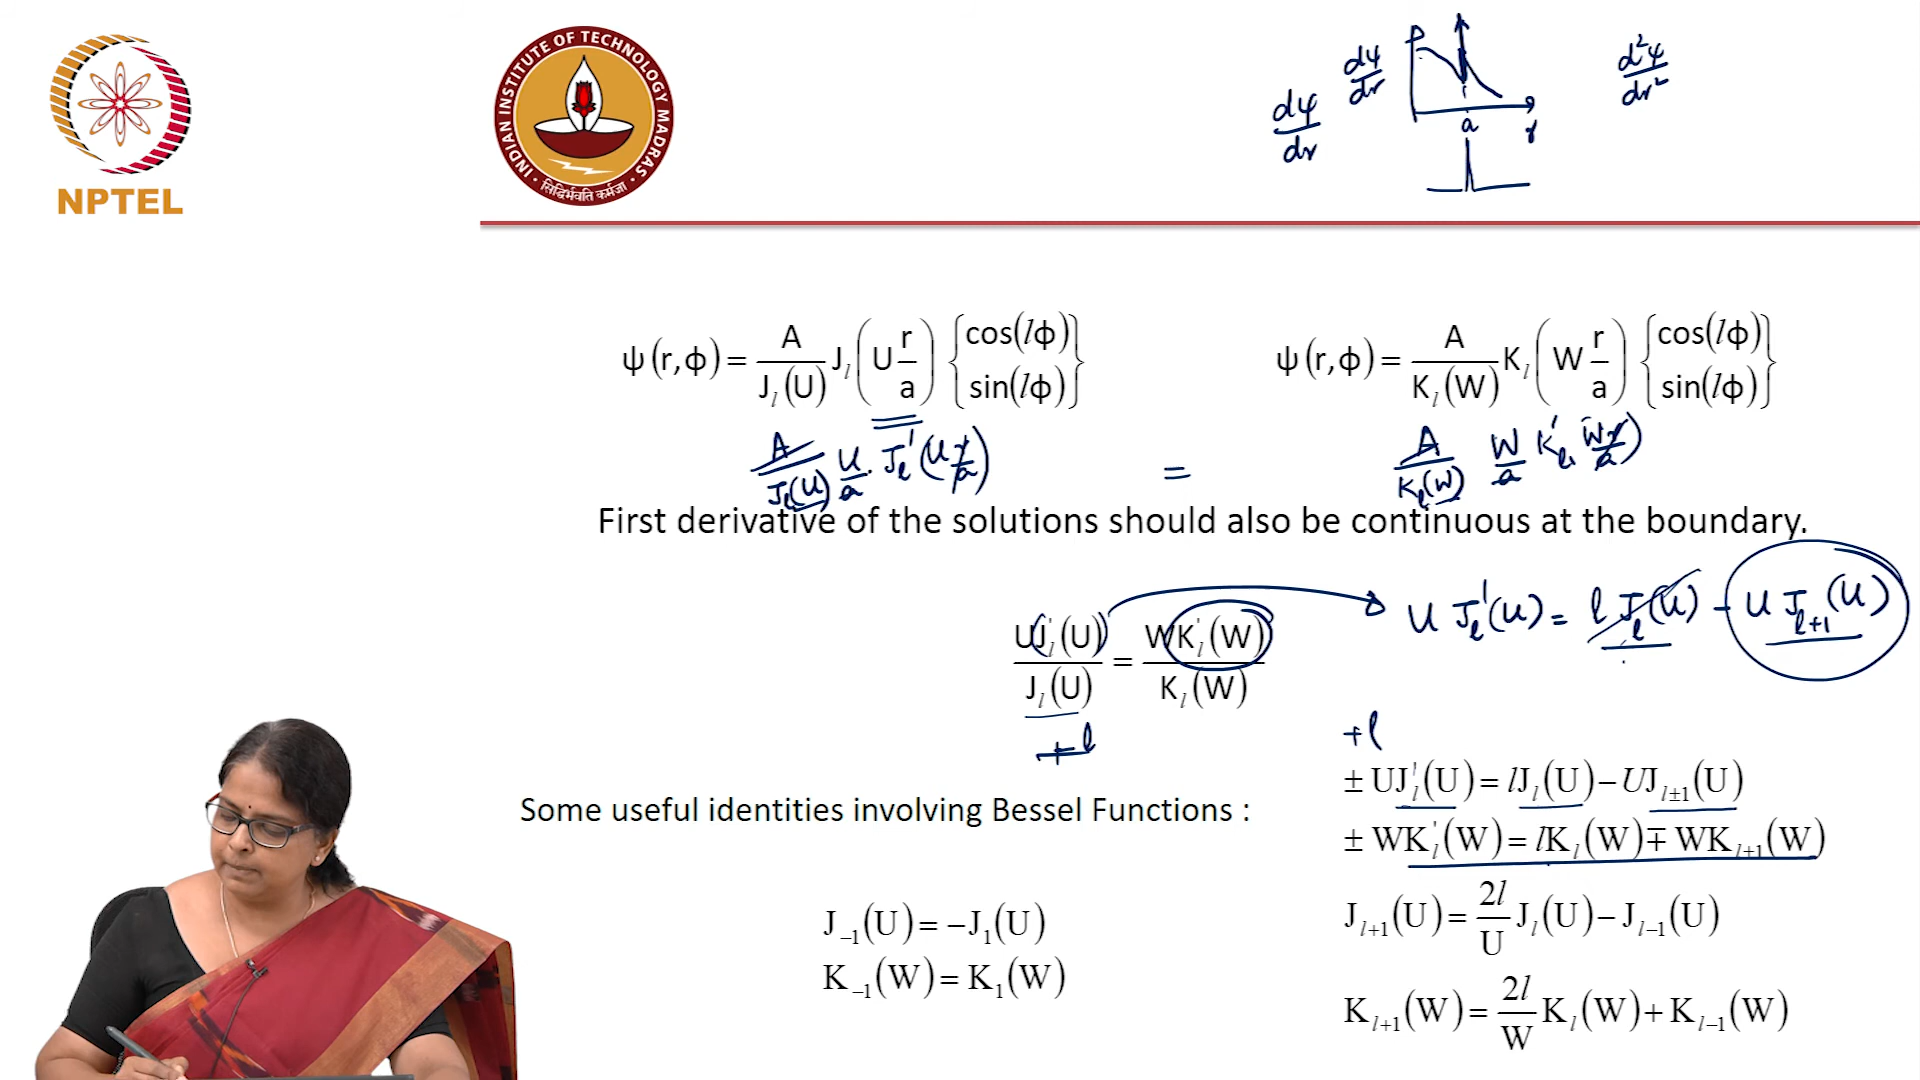 NPTEL
INDIAN INSTITUTE OF TECHNOLOGY MADRAS
सिद्धिर्भवति कर्मजा
dψ/dr
dψ/dr
a
r
d²ψ/dr²
ψ(r,φ) = A/J_l(U) J_l(U r/a) {cos(lφ) sin(lφ)}
ψ(r,φ) = A/K_l(W) K_l(W r/a) {cos(lφ) sin(lφ)}
A/J_l(U) U/a · J_l'(U r/a) = A/K_l(W) W/a K_l' (W r/a)
First derivative of the solutions should also be continuous at the boundary.
UJ_l'(U)/J_l(U) = WK_l'(W)/K_l(W)
U J_l'(U) = l J_l(U) - U J_{l+1}(U)
+l
+l
Some useful identities involving Bessel Functions :
± UJ_l'(U) = lJ_l(U) − UJ_{l±1}(U)
± WK_l'(W) = lK_l(W) ∓ WK_{l±1}(W)
J_{−1}(U) = −J_1(U)
K_{−1}(W) = K_1(W)
J_{l+1}(U) = 2l/U J_l(U) − J_{l−1}(U)
K_{l+1}(W) = 2l/W K_l(W) + K_{l−1}(W)